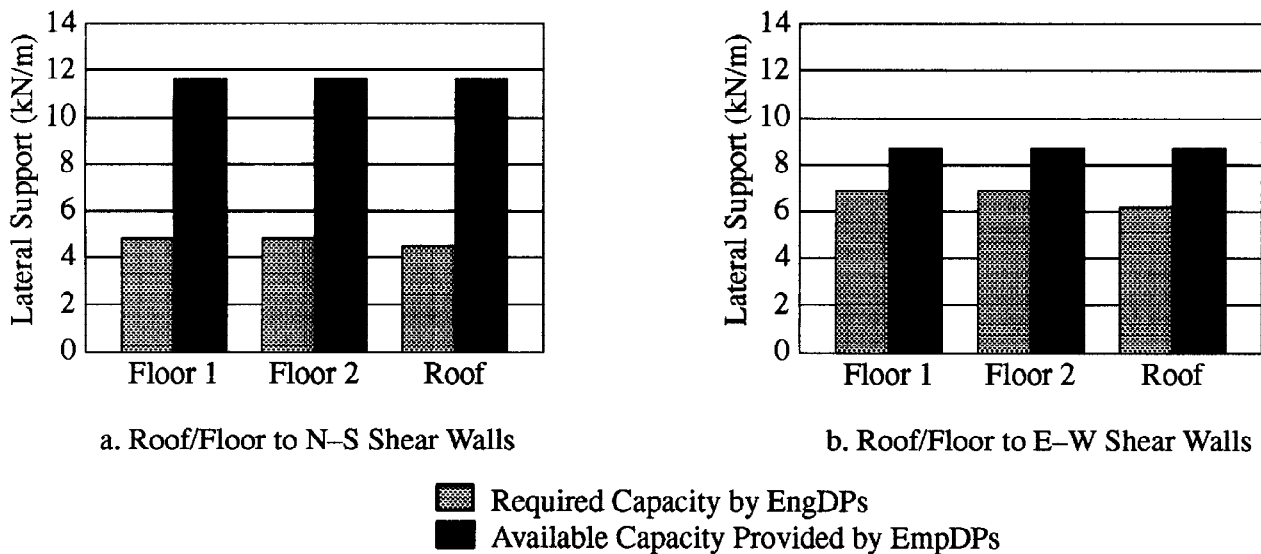 Lateral Support (kN/m)
14
12
10
8
6
4
2
0
Floor 1 Floor 2 Roof
a. Roof/Floor to N–S Shear Walls
Lateral Support (kN/m)
14
12
10
8
6
4
2
0
Floor 1 Floor 2 Roof
b. Roof/Floor to E–W Shear Walls
Required Capacity by EngDPs
Available Capacity Provided by EmpDPs